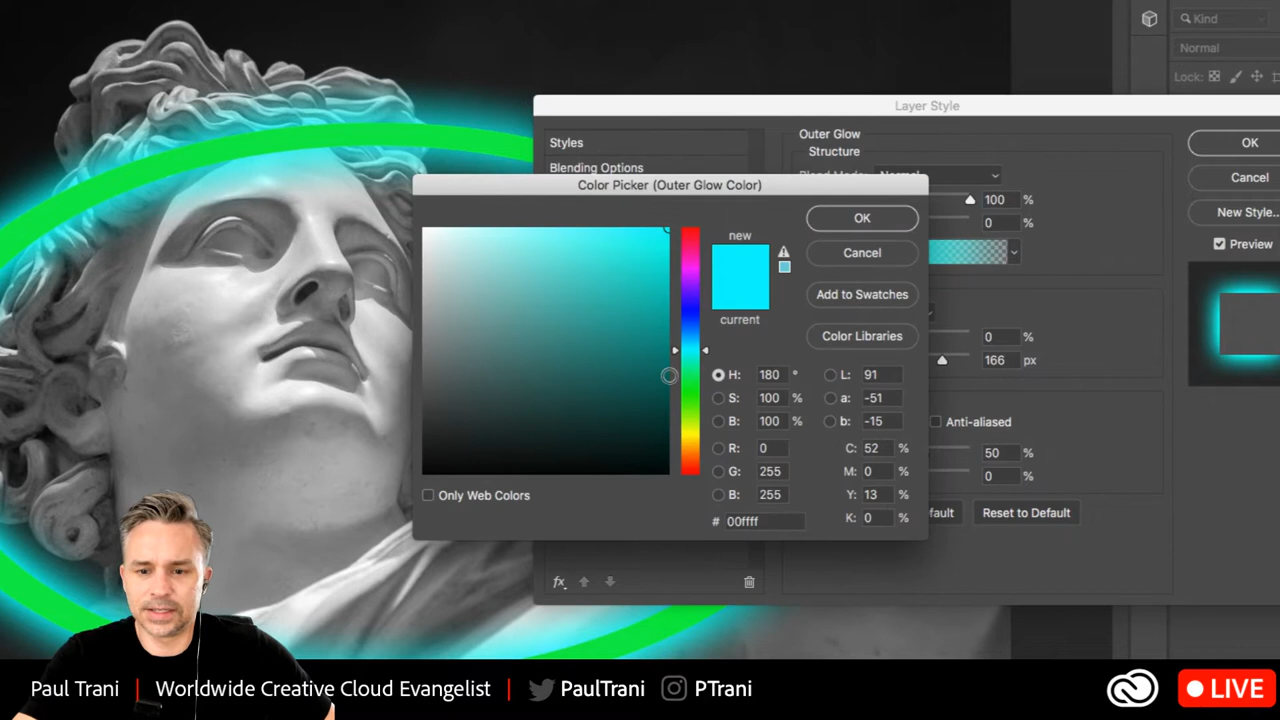 Kind
Normal
Lock:
Layer Style
Styles
Blending Options
Outer Glow
Structure
Normal
100 %
0 %
OK
Cancel
New Style...
Preview
Color Picker (Outer Glow Color)
new
current
OK
Cancel
Add to Swatches
Color Libraries
H: 180 °
S: 100 %
B: 100 %
R: 0
G: 255
B: 255
# 00ffff
L: 91
a: -51
b: -15
C: 52 %
M: 0 %
Y: 13 %
K: 0 %
Only Web Colors
0 %
166 px
Anti-aliased
50 %
0 %
Reset to Default
fx
Paul Trani | Worldwide Creative Cloud Evangelist | PaulTrani PTrani
LIVE